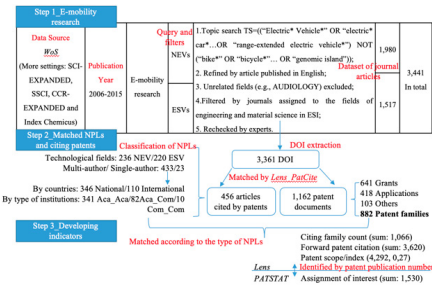 Step 1_E-mobility research
Data Source
WoS
(More settings: SCI-
EXPANDED,
SSCI, CCR-
EXPANDED and
Index Chemicus)
Publication
Year
2006-2015
E-mobility
research
Query and
filters
NEVs
ESVs
1.Topic search TS=((“Electric* Vehicle*” OR “electric*
car*…OR “range-extended electric vehicle*”) NOT
(“bike*” OR “bicycle*”… OR “genomic island”));
2. Refined by article published in English;
3. Unrelated fields (e.g., AUDIOLOGY) excluded;
4.Filtered by journals assigned to the fields of
engineering and material science in ESI;
5. Rechecked by experts.
Dataset of journal
articles
1,980
1,517
3,441
In total
Step 2_Matched NPLs
and citing patents
Classification of NPLs
Technological fields: 236 NEV/220 ESV
Multi-author/ Single-author: 433/23
By countries: 346 National/110 International
By type of institutions: 341 Aca_Aca/82Aca_Com/10
Com_Com
DOI extraction
3,361 DOI
Matched by Lens_PatCite
456 articles
cited by patents
1,162 patent
documents
641 Grants
418 Applications
103 Others
882 Patent families
Step 3_Developing
indicators
Matched according to the type of NPLs
Citing family count (sum: 1,066)
Forward patent citation (sum: 3,620)
Patent scope/index (4,292, 0,27)
Lens
Identified by patent publication number
PATSTAT
Assignment of interest (sum: 1,530)